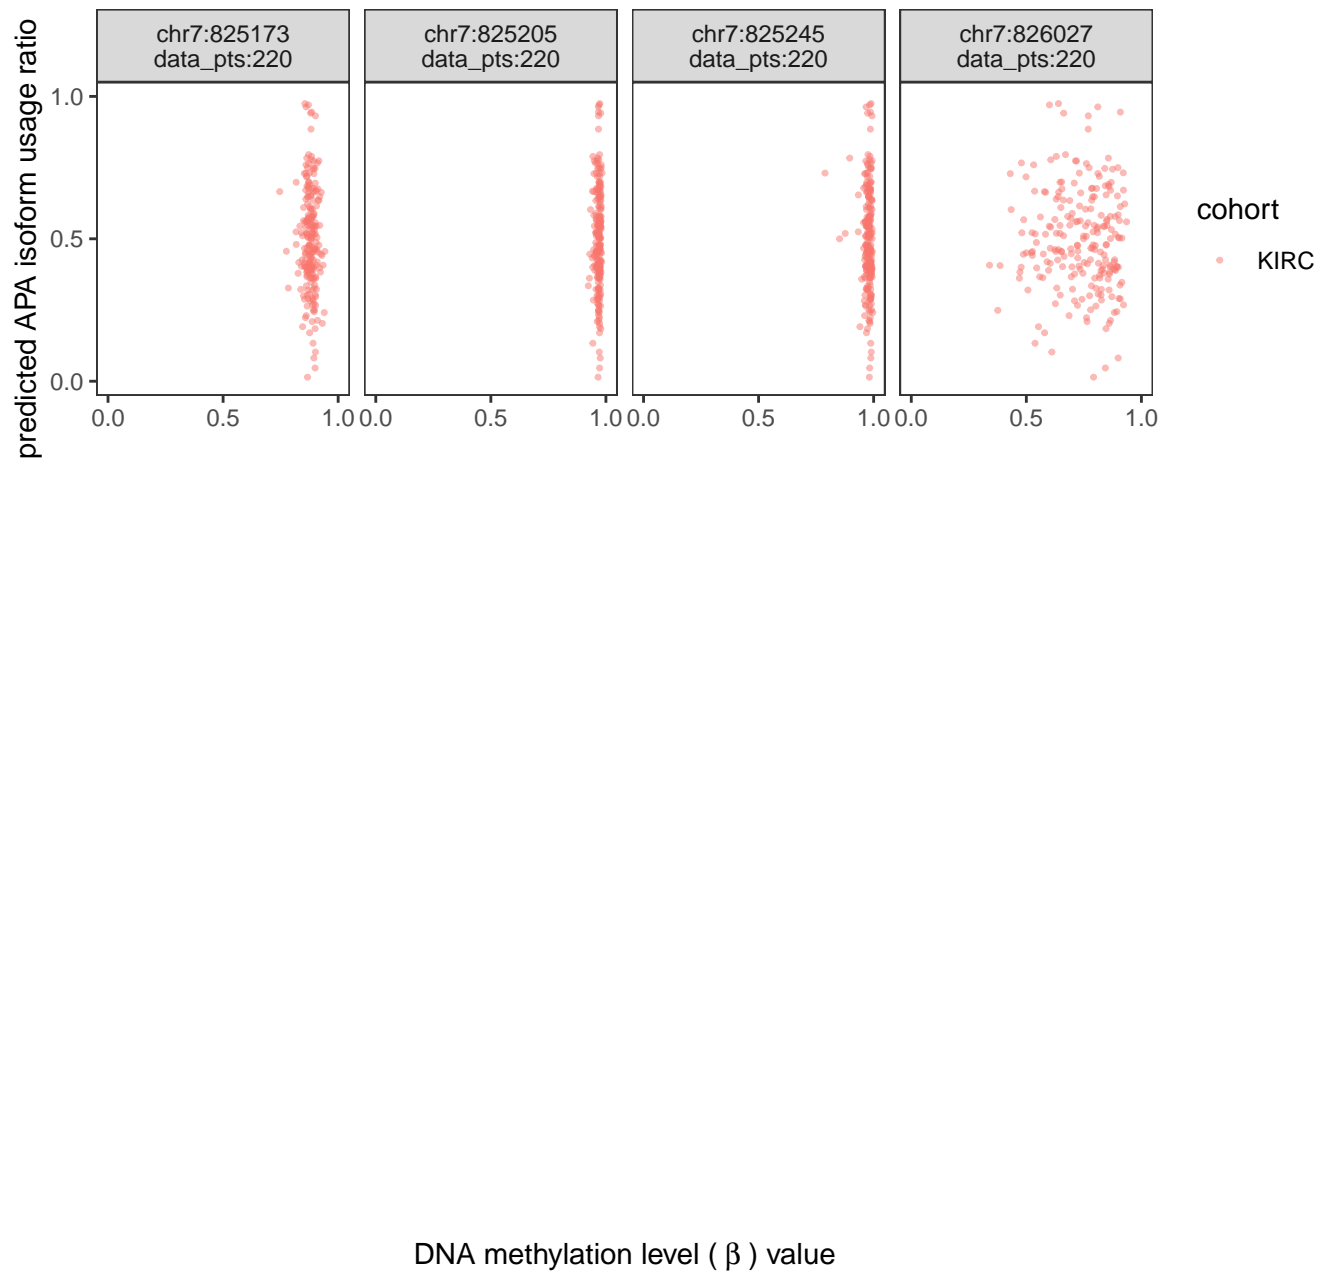 chr7:825173
data_pts:220
chr7:825205
data_pts:220
chr7:825245
data_pts:220
chr7:826027
data_pts:220
predicted APA isoform usage ratio
1.0
0.5
0.0
0.0 0.5 1.0 0.0 0.5 1.0 0.0 0.5 1.0 0.0 0.5 1.0
cohort
KIRC
DNA methylation level ( β ) value